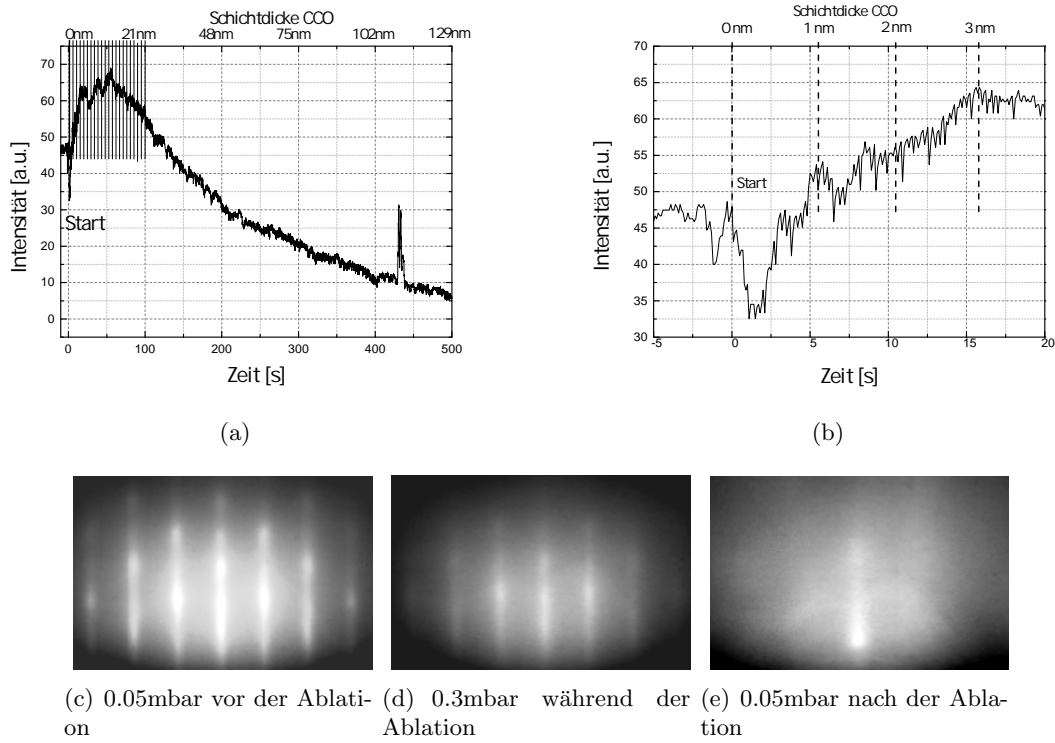 Schichtdicke CCO
0nm 21nm 48nm 75nm 102nm 129nm
70
60
50
40
30
20
10
0
Intensität [a.u.]
Start
0 100 200 300 400 500
Zeit [s]
(a)
Schichtdicke CCO
0nm 1nm 2nm 3nm
70
65
60
55
50
45
40
35
30
Intensität [a.u.]
Start
-5 0 5 10 15 20
Zeit [s]
(b)
(c) 0.05mbar vor der Ablati-
on
(d) 0.3mbar während der
Ablation
(e) 0.05mbar nach der Abla-
tion